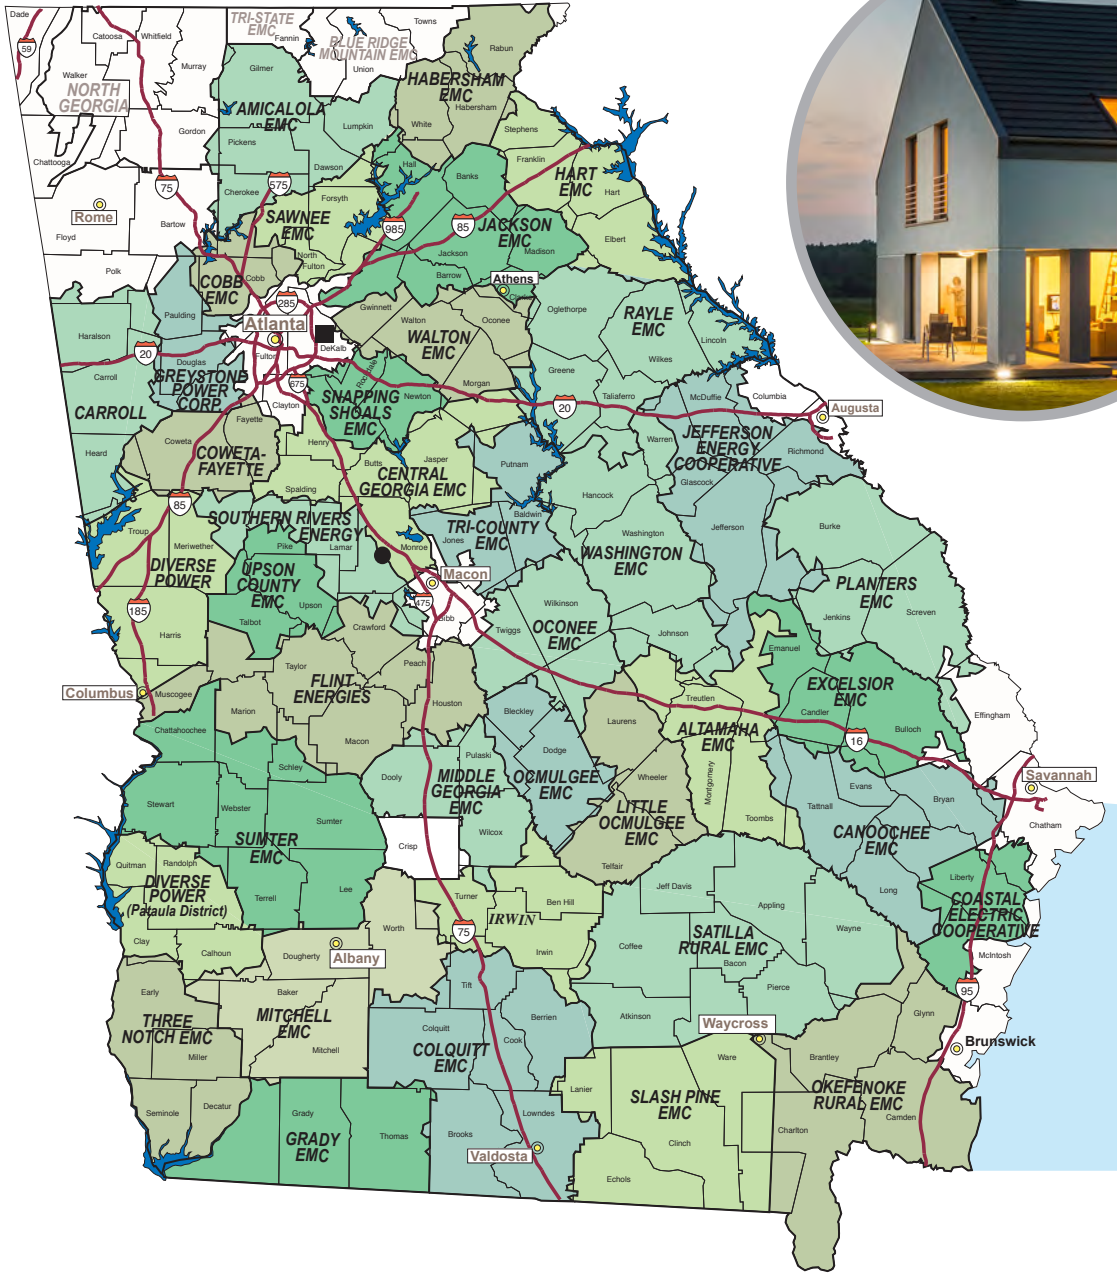 Dade
Catoosa
Whitfield
TRI-STATE
EMC
Fannin
Towns
BLUE RIDGE
MOUNTAIN EMC
Union
Rabun
59
Walker
Murray
Gilmer
NORTH
GEORGIA
HABERSHAM
EMC
Habersham
White
AMICALOLA
EMC
Lumpkin
Stephens
Gordon
Pickens
Chattooga
Dawson
Hall
Banks
Franklin
HART
EMC
Hart
75
575
Cherokee
Forsyth
Rome
Bartow
SAWNEE
EMC
985
85
JACKSON
EMC
Floyd
Elbert
North
Fulton
Jackson
Madison
Polk
COBB
EMC
Cobb
Barrow
Athens
Clarke
285
Gwinnett
Paulding
Atlanta
Walton
Oconee
Oglethorpe
RAYLE
EMC
Haralson
WALTON
EMC
Lincoln
20
Fulton
DeKalb
Wilkes
Douglas
Carroll
GREYSTONE
POWER
CORP.
675
Rockdale
Morgan
Greene
Clayton
SNAPPING
SHOALS
EMC
Newton
Taliaferro
McDuffie
Columbia
CARROLL
20
Augusta
Fayette
Coweta
Henry
Warren
JEFFERSON
ENERGY
COOPERATIVE
Richmond
Heard
COWETA-
FAYETTE
Butts
Jasper
Putnam
CENTRAL
GEORGIA EMC
Glascock
Spalding
Hancock
85
SOUTHERN RIVERS
ENERGY
Baldwin
TRI-COUNTY
EMC
Jones
Washington
Jefferson
Burke
Troup
Meriwether
Pike
Lamar
Monroe
WASHINGTON
EMC
DIVERSE
POWER
UPSON
COUNTY
EMC
Macon
PLANTERS
EMC
185
475
Upson
Wilkinson
Jenkins
Screven
Talbot
Bibb
Crawford
Twiggs
OCONEE
EMC
Johnson
Harris
Emanuel
Peach
Taylor
FLINT
ENERGIES
Columbus
Muscogee
Houston
EXCELSIOR
EMC
Treutlen
Marion
Bleckley
Laurens
Candler
Effingham
Chattahoochee
ALTAMAHA
EMC
Bulloch
Macon
16
Dodge
Pulaski
Schley
Dooly
MIDDLE
GEORGIA
EMC
OCMULGEE
EMC
Wheeler
Montgomery
Savannah
Evans
Stewart
Webster
Tattnall
Bryan
LITTLE
OCMULGEE
EMC
Sumter
Toombs
Chatham
SUMTER
EMC
Wilcox
CANOOCHEE
EMC
Crisp
Quitman
Randolph
Telfair
DIVERSE
POWER
(Pataula District)
Lee
Jeff Davis
Liberty
Terrell
Turner
Ben Hill
Appling
Long
COASTAL
ELECTRIC
COOPERATIVE
IRWIN
Worth
75
Wayne
Clay
Albany
Coffee
SATILLA
RURAL EMC
Calhoun
Dougherty
Irwin
McIntosh
Bacon
Tift
Pierce
Early
Baker
95
Berrien
Atkinson
Glynn
THREE
NOTCH EMC
MITCHELL
EMC
Waycross
Colquitt
Cook
Brunswick
Miller
Mitchell
COLQUITT
EMC
Ware
Brantley
Lanier
SLASH PINE
EMC
OKEFENOKE
RURAL EMC
Seminole
Decatur
Grady
Lowndes
Camden
GRADY
EMC
Thomas
Brooks
Clinch
Charlton
Valdosta
Echols